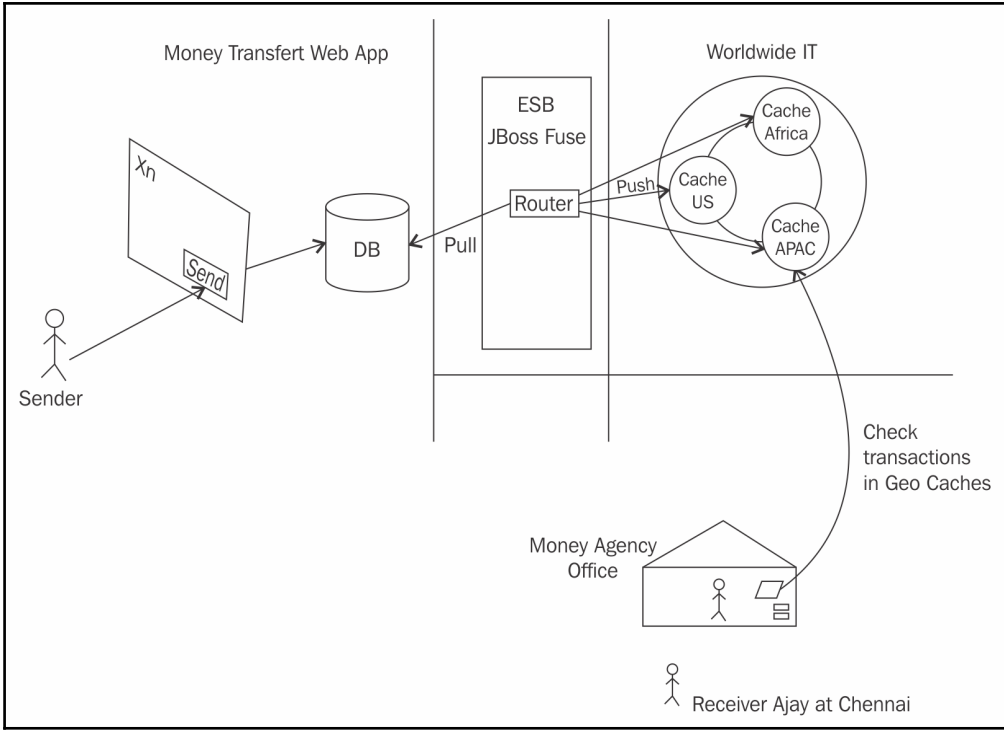 Money Transfert Web App
Xn
Send
Sender
DB
Pull
ESB
JBoss Fuse
Router
Push
Worldwide IT
Cache
Africa
Cache
US
Cache
APAC
Check
transactions
in Geo Caches
Money Agency
Office
Receiver Ajay at Chennai